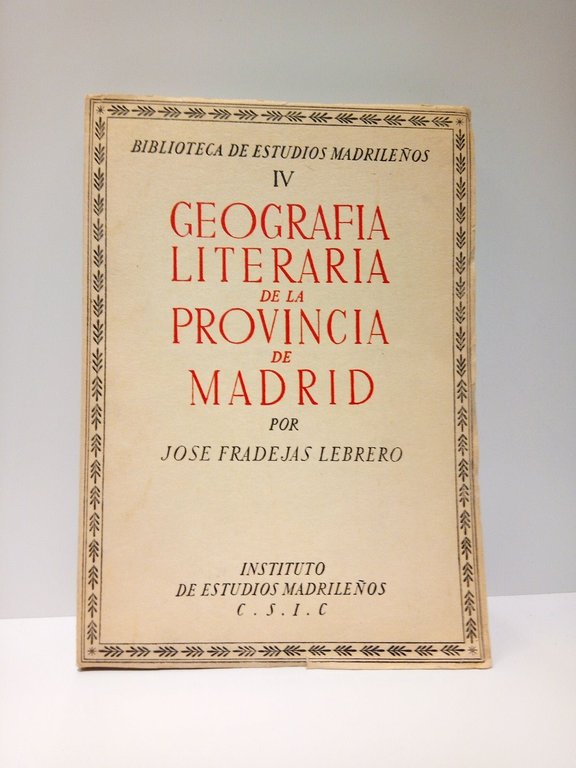 BIBLIOTECA DE ESTUDIOS MADRILEÑOS
IV
GEOGRAFIA
LITERARIA
DE LA
PROVINCIA
DE
MADRID
POR
JOSE FRADEJAS LEBRERO
INSTITUTO
DE ESTUDIOS MADRILEÑOS
C . S . I . C